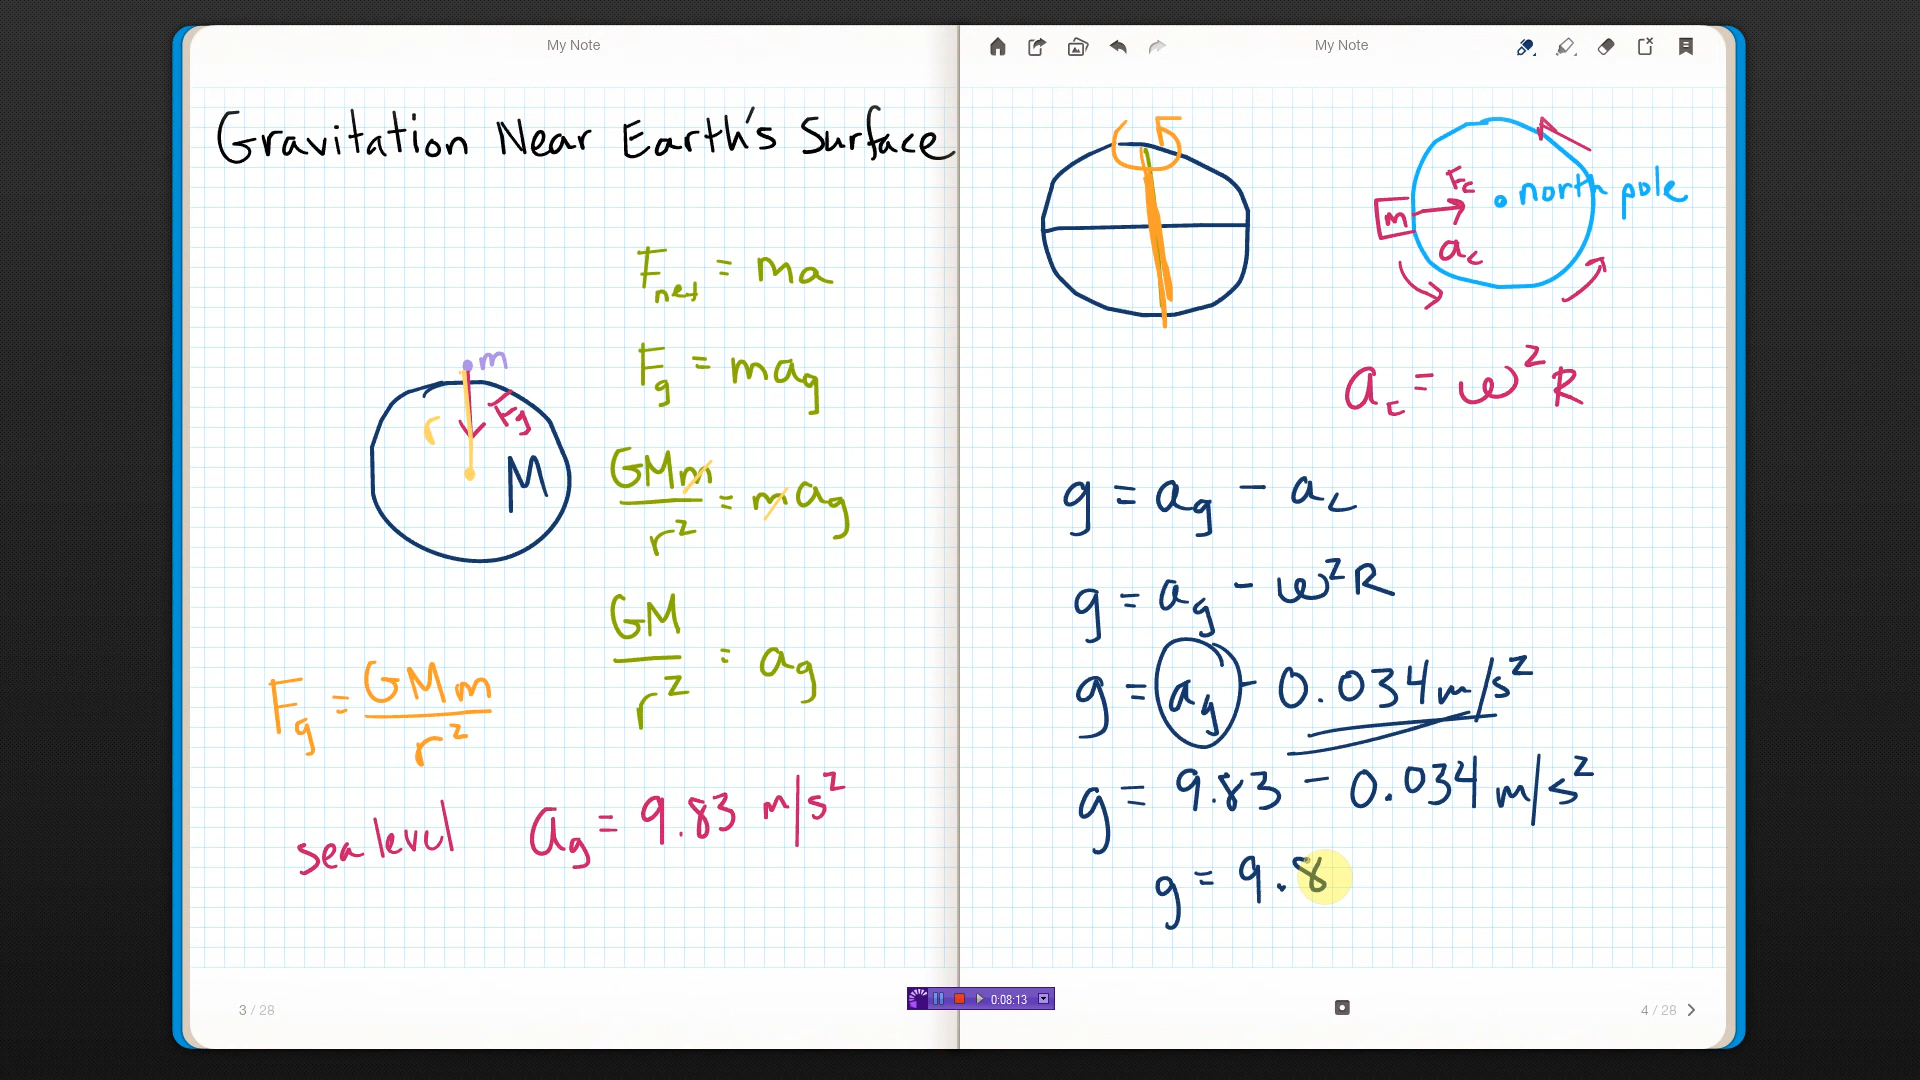 My Note
Gravitation Near Earth's Surface
F_net = ma
F_g = ma_g
m
r
F_g
M
GMm/r² = ma_g
GM/r² = a_g
F_g = GMm/r²
sea level a_g = 9.83 m/s²
3 / 28
0:08:13
My Note
north pole
F_c
m
a_c
a_c = ω²R
g = a_g - a_c
g = a_g - ω²R
g = a_g - 0.034 m/s²
g = 9.83 - 0.034 m/s²
g = 9.8
4 / 28